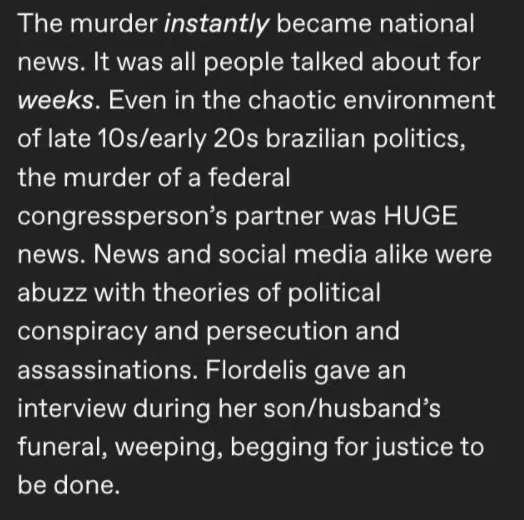 The murder instantly became national
news. It was all people talked about for
weeks. Even in the chaotic environment
of late 10s/early 20s brazilian politics,
the murder of a federal
congressperson's partner was HUGE
news. News and social media alike were
abuzz with theories of political
conspiracy and persecution and
assassinations. Flordelis gave an
interview during her son/husband's
funeral, weeping, begging for justice to
be done.